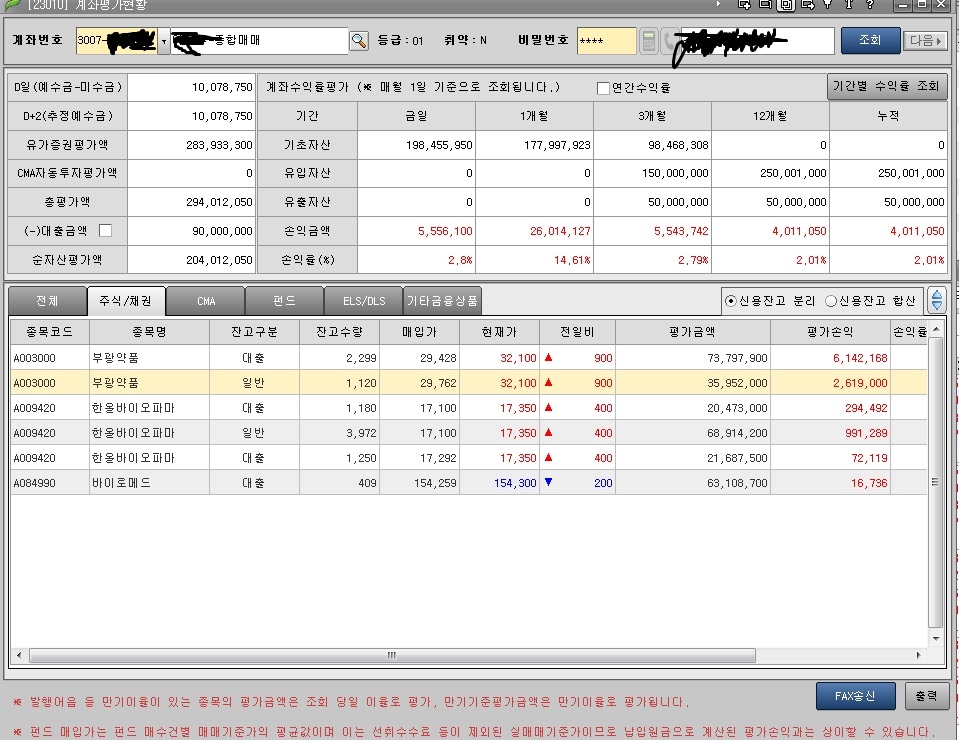 [23010] 계좌평가현황
계좌번호 3007- 종합매매 등급:01 취약:N 비밀번호 **** 조회 다음
D일(예수금-미수금) 10,078,750 계좌수익률평가 (※ 매월 1일 기준으로 조회됩니다.) 연간수익률 기간별 수익률 조회
D+2(추정예수금) 10,078,750 기간 금일 1개월 3개월 12개월 누적
유가증권평가액 283,933,300 기초자산 198,455,950 177,997,923 98,468,308 0 0
CMA자동투자평가액 0 유입자산 0 0 150,000,000 250,001,000 250,001,000
총평가액 294,012,050 유출자산 0 0 50,000,000 50,000,000 50,000,000
(-)대출금액 90,000,000 손익금액 5,556,100 26,014,127 5,543,742 4,011,050 4,011,050
순자산평가액 204,012,050 손익률(%) 2.8% 14.61% 2.79% 2.01% 2.01%
전체 주식/채권 CMA 펀드 ELS/DLS 기타금융상품 신용잔고 분리 신용잔고 합산
종목코드 종목명 잔고구분 잔고수량 매입가 현재가 전일비 평가금액 평가손익 손익률
A003000 부광약품 대출 2,299 29,428 32,100 ▲ 900 73,797,900 6,142,168
A003000 부광약품 일반 1,120 29,762 32,100 ▲ 900 35,952,000 2,619,000
A009420 한올바이오파마 대출 1,180 17,100 17,350 ▲ 400 20,473,000 294,492
A009420 한올바이오파마 일반 3,972 17,100 17,350 ▲ 400 68,914,200 991,289
A009420 한올바이오파마 대출 1,250 17,292 17,350 ▲ 400 21,687,500 72,119
A084990 바이로메드 대출 409 154,259 154,300 ▼ 200 63,108,700 16,736
FAX송신 출력
※ 발행어음 등 만기이율이 있는 종목의 평가금액은 조회 당일 이율로 평가, 만기기준평가금액은 만기이율로 평가됩니다.
※ 펀드 매입가는 펀드 매수건별 매매기준가의 평균값이며 이는 선취수수료 등이 제외된 실매매기준가이므로 납입원금으로 계산된 평가손익과는 상이할 수 있습니다.